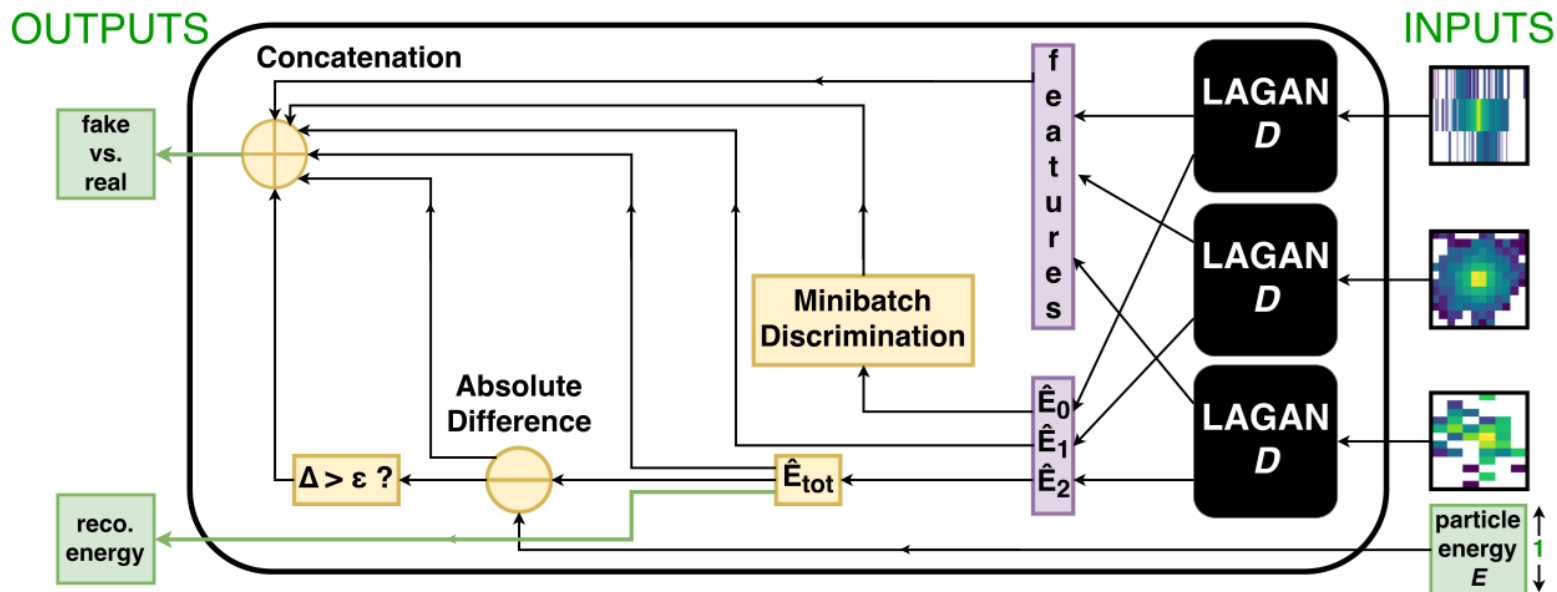 OUTPUTS
INPUTS
Concatenation
fake
vs.
real
f
e
a
t
u
r
e
s
LAGAN
D
LAGAN
D
LAGAN
D
Minibatch
Discrimination
Absolute
Difference
Δ > ε ?
Ê_tot
Ê₀
Ê₁
Ê₂
reco.
energy
particle
energy
E
1